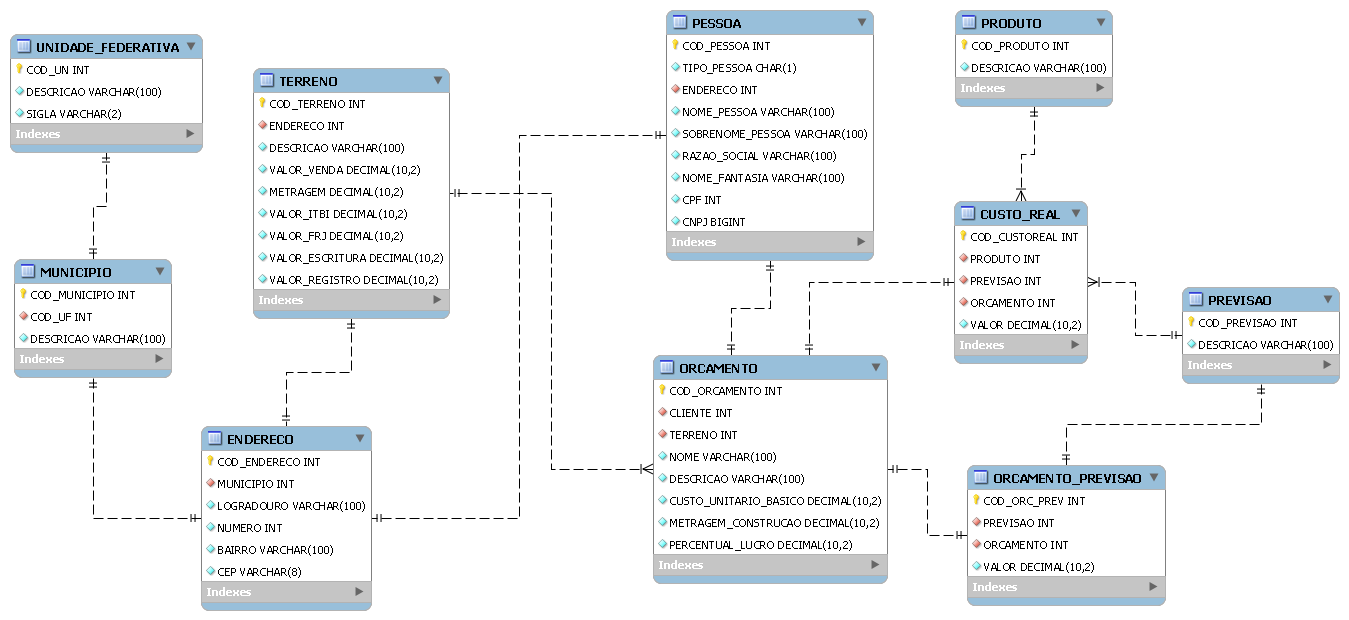 UNIDADE_FEDERATIVA
COD_UN INT
DESCRICAO VARCHAR(100)
SIGLA VARCHAR(2)
Indexes
MUNICIPIO
COD_MUNICIPIO INT
COD_UF INT
DESCRICAO VARCHAR(100)
Indexes
TERRENO
COD_TERRENO INT
ENDERECO INT
DESCRICAO VARCHAR(100)
VALOR_VENDA DECIMAL(10,2)
METRAGEM DECIMAL(10,2)
VALOR_ITBI DECIMAL(10,2)
VALOR_FRJ DECIMAL(10,2)
VALOR_ESCRITURA DECIMAL(10,2)
VALOR_REGISTRO DECIMAL(10,2)
Indexes
ENDERECO
COD_ENDERECO INT
MUNICIPIO INT
LOGRADOURO VARCHAR(100)
NUMERO INT
BAIRRO VARCHAR(100)
CEP VARCHAR(8)
Indexes
PESSOA
COD_PESSOA INT
TIPO_PESSOA CHAR(1)
ENDERECO INT
NOME_PESSOA VARCHAR(100)
SOBRENOME_PESSOA VARCHAR(100)
RAZAO_SOCIAL VARCHAR(100)
NOME_FANTASIA VARCHAR(100)
CPF INT
CNPJ BIGINT
Indexes
ORCAMENTO
COD_ORCAMENTO INT
CLIENTE INT
TERRENO INT
NOME VARCHAR(100)
DESCRICAO VARCHAR(100)
CUSTO_UNITARIO_BASICO DECIMAL(10,2)
METRAGEM_CONSTRUCAO DECIMAL(10,2)
PERCENTUAL_LUCRO DECIMAL(10,2)
Indexes
PRODUTO
COD_PRODUTO INT
DESCRICAO VARCHAR(100)
Indexes
CUSTO_REAL
COD_CUSTOREAL INT
PRODUTO INT
PREVISAO INT
ORCAMENTO INT
VALOR DECIMAL(10,2)
Indexes
PREVISAO
COD_PREVISAO INT
DESCRICAO VARCHAR(100)
Indexes
ORCAMENTO_PREVISAO
COD_ORC_PREV INT
PREVISAO INT
ORCAMENTO INT
VALOR DECIMAL(10,2)
Indexes